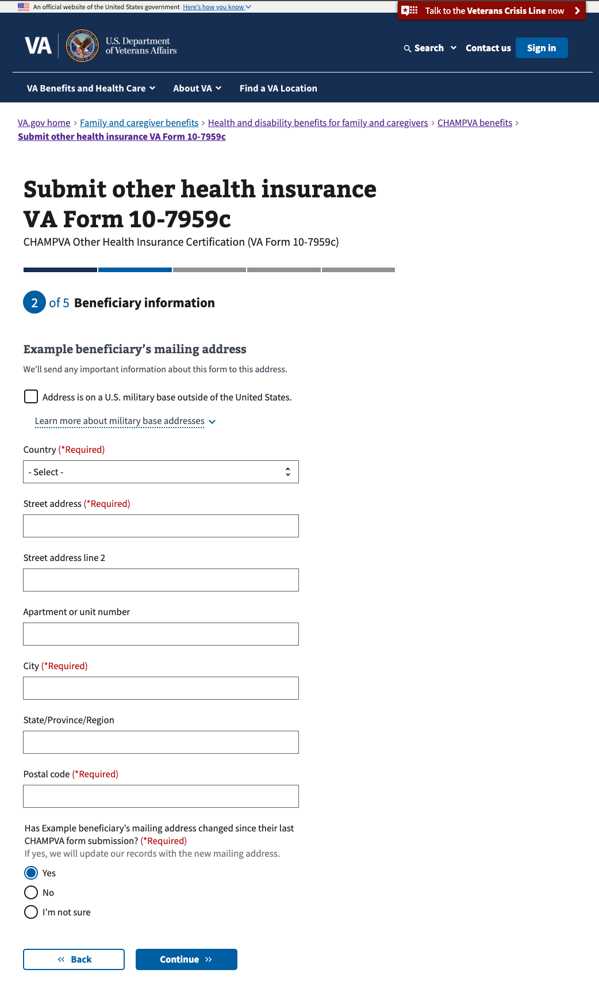 An official website of the United States government Here's how you know
Talk to the Veterans Crisis Line now
VA
U.S. Department
of Veterans Affairs
Search
Contact us
Sign in
VA Benefits and Health Care
About VA
Find a VA Location
VA.gov home › Family and caregiver benefits › Health and disability benefits for family and caregivers › CHAMPVA benefits ›
Submit other health insurance VA Form 10-7959c
Submit other health insurance
VA Form 10-7959c
CHAMPVA Other Health Insurance Certification (VA Form 10-7959c)
2 of 5 Beneficiary information
Example beneficiary’s mailing address
We’ll send any important information about this form to this address.
Address is on a U.S. military base outside of the United States.
Learn more about military base addresses
Country (*Required)
- Select -
Street address (*Required)
Street address line 2
Apartment or unit number
City (*Required)
State/Province/Region
Postal code (*Required)
Has Example beneficiary’s mailing address changed since their last
CHAMPVA form submission? (*Required)
If yes, we will update our records with the new mailing address.
Yes
No
I’m not sure
Back
Continue